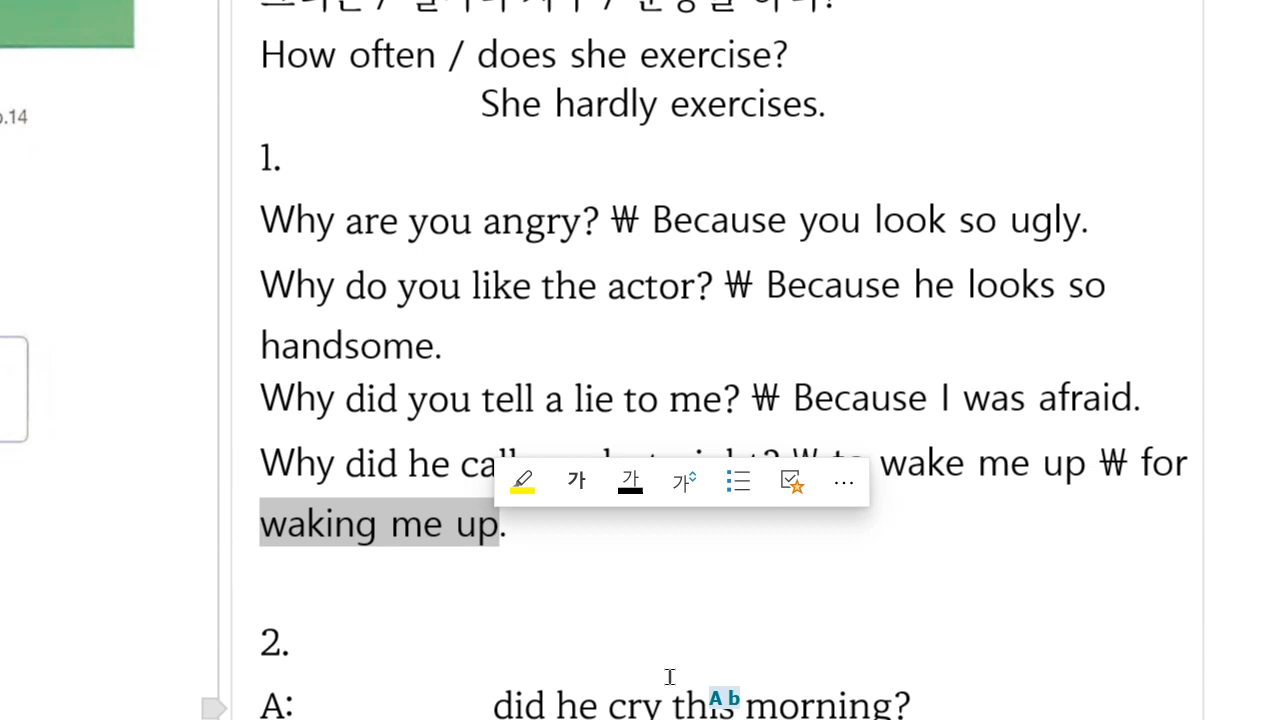 How often / does she exercise?
She hardly exercises.
p.14
1.
Why are you angry? ₩ Because you look so ugly.
Why do you like the actor? ₩ Because he looks so
handsome.
Why did you tell a lie to me? ₩ Because I was afraid.
Why did he wake me up ₩ for
가 가 가
waking me up.
2.
A: did he cry this morning?
A b